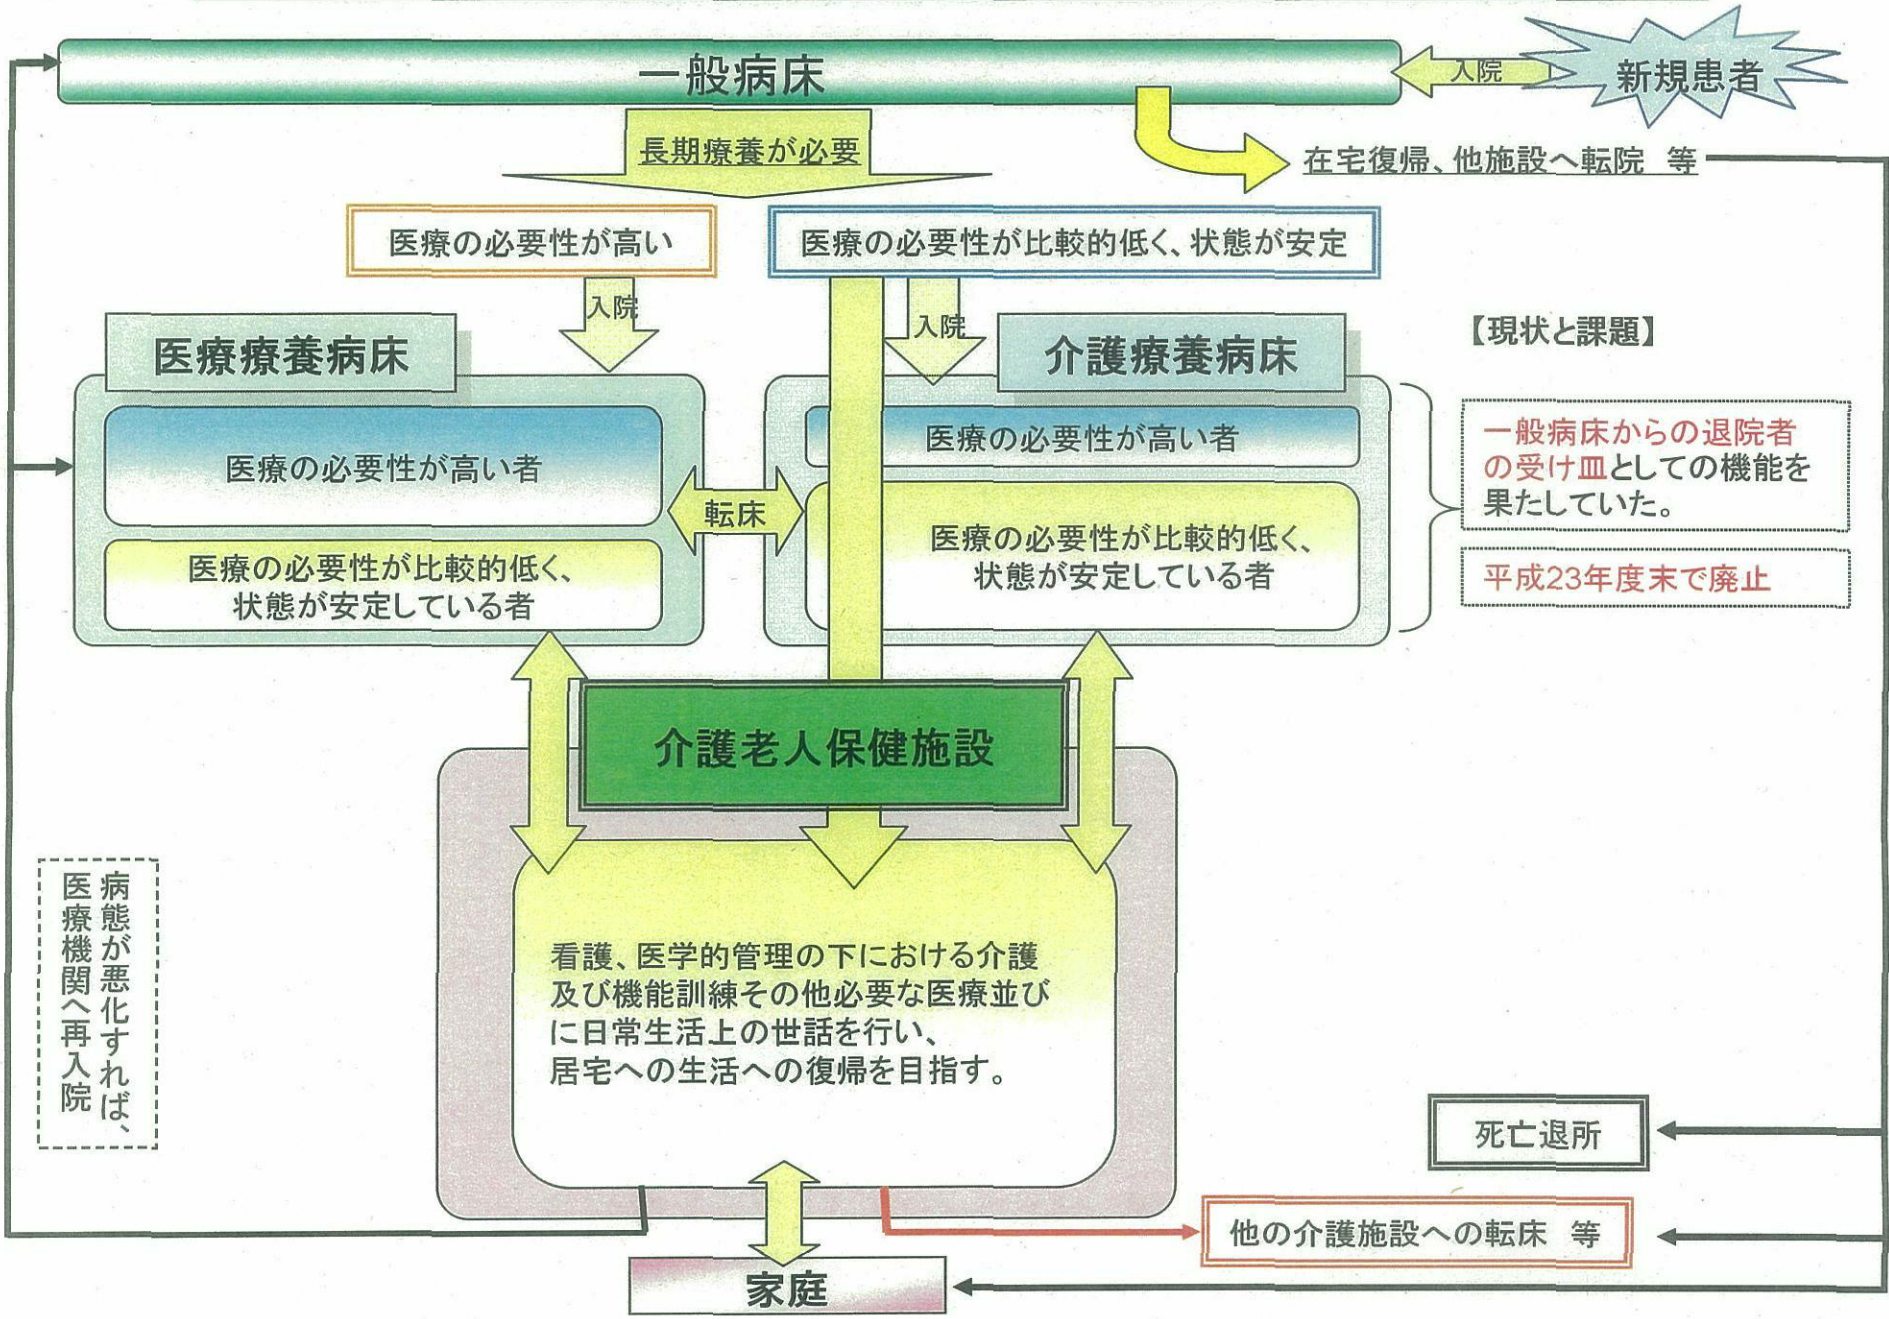 一般病床
入院
新規患者
長期療養が必要
在宅復帰、他施設へ転院　等
医療の必要性が高い
医療の必要性が比較的低く、状態が安定
入院
入院
【現状と課題】
医療療養病床
介護療養病床
医療の必要性が高い者
医療の必要性が比較的低く、
状態が安定している者
転床
医療の必要性が高い者
医療の必要性が比較的低く、
状態が安定している者
一般病床からの退院者
の受け皿としての機能を
果たしていた。
平成23年度末で廃止
介護老人保健施設
看護、医学的管理の下における介護
及び機能訓練その他必要な医療並び
に日常生活上の世話を行い、
居宅への生活への復帰を目指す。
病態が悪化すれば、
医療機関へ再入院
死亡退所
他の介護施設への転床　等
家庭